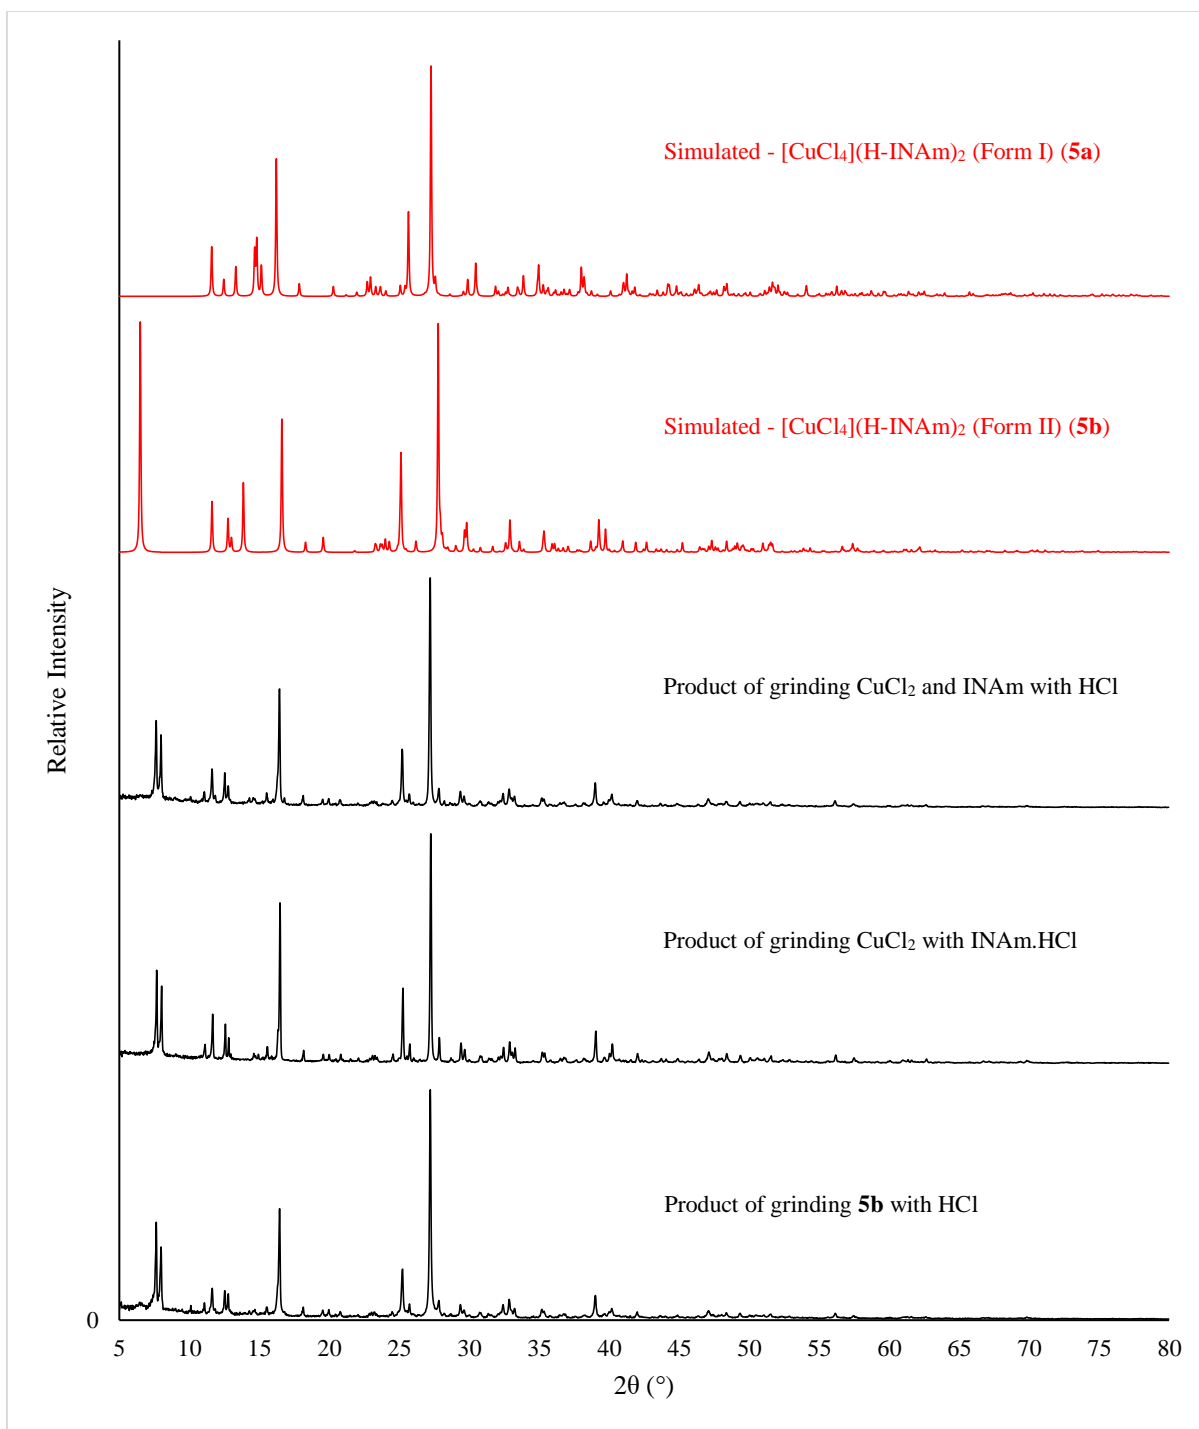 Simulated - [CuCl₄](H-INAm)₂ (Form I) (5a)
Simulated - [CuCl₄](H-INAm)₂ (Form II) (5b)
Relative Intensity
Product of grinding CuCl₂ and INAm with HCl
Product of grinding CuCl₂ with INAm.HCl
Product of grinding 5b with HCl
0
5 10 15 20 25 30 35 40 45 50 55 60 65 70 75 80
2θ (°)